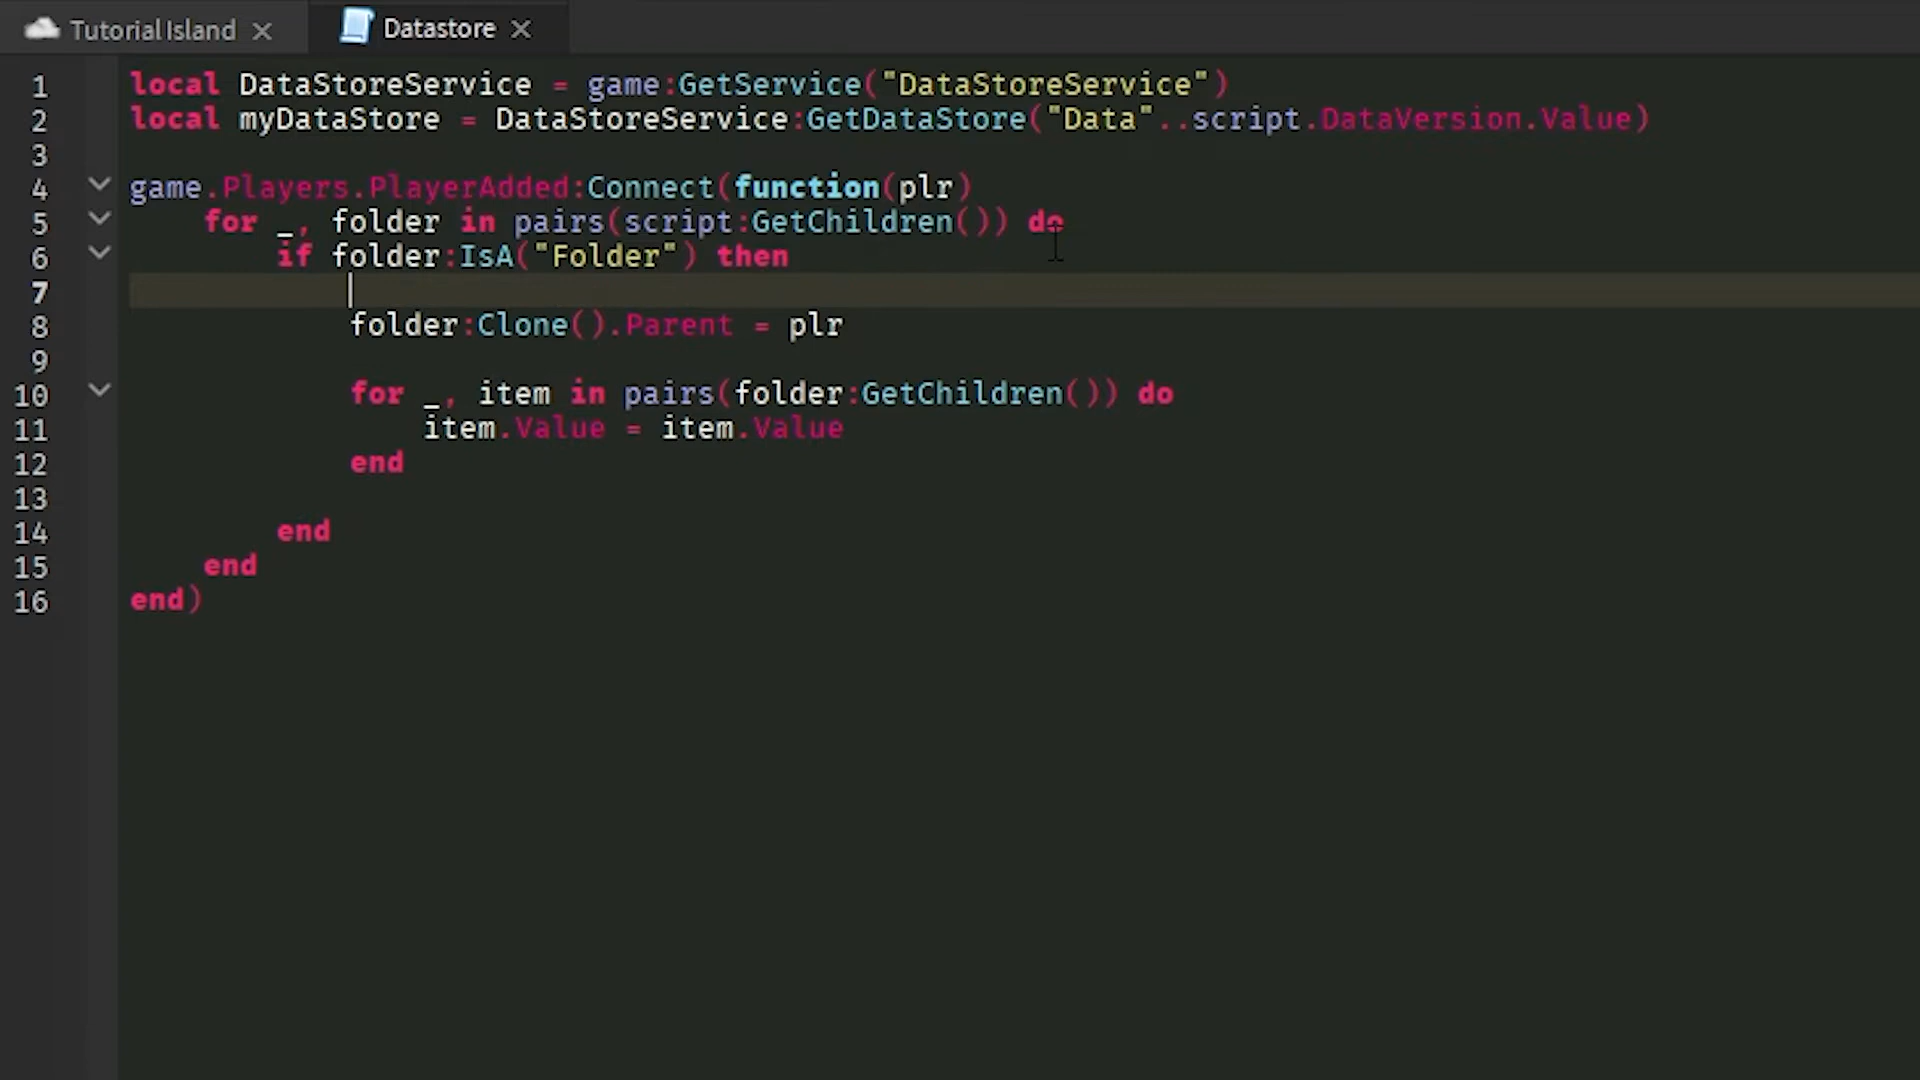 Tutorial Island
Datastore
1 local DataStoreService = game:GetService("DataStoreService")
2 local myDataStore = DataStoreService:GetDataStore("Data"..script.DataVersion.Value)
3
4 game.Players.PlayerAdded:Connect(function(plr)
5     for _, folder in pairs(script:GetChildren()) do
6         if folder:IsA("Folder") then
7
8             folder:Clone().Parent = plr
9
10             for _, item in pairs(folder:GetChildren()) do
11                 item.Value = item.Value
12             end
13
14         end
15     end
16 end)